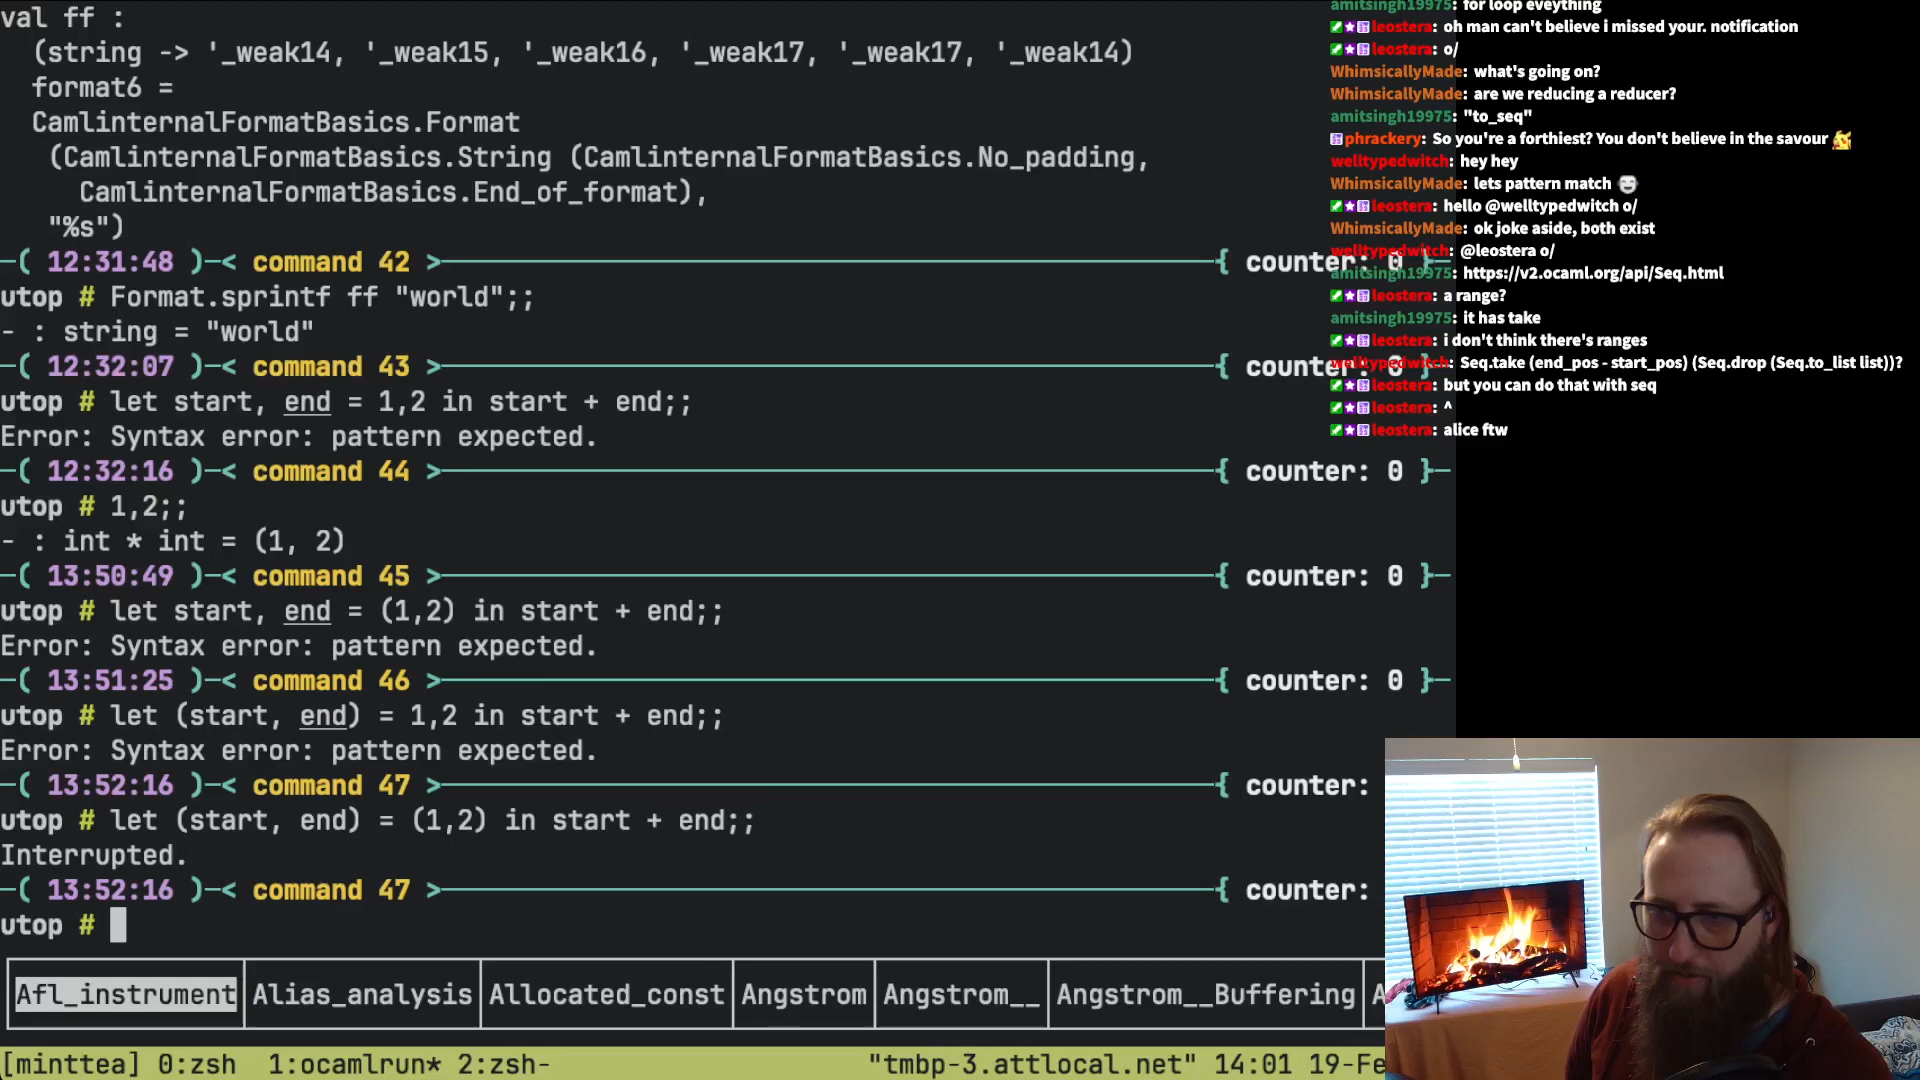 val ff :
(string -> '_weak14, '_weak15, '_weak16, '_weak17, '_weak17, '_weak14)
format6 =
CamlinternalFormatBasics.Format
(CamlinternalFormatBasics.String (CamlinternalFormatBasics.No_padding,
CamlinternalFormatBasics.End_of_format),
"%s")
─( 12:31:48 )─< command 42 >──{ counter: 0 }─
utop # Format.sprintf ff "world";;
- : string = "world"
─( 12:32:07 )─< command 43 >──{ counter: 0 }─
utop # let start, end = 1,2 in start + end;;
Error: Syntax error: pattern expected.
─( 12:32:16 )─< command 44 >──{ counter: 0 }─
utop # 1,2;;
- : int * int = (1, 2)
─( 13:50:49 )─< command 45 >──{ counter: 0 }─
utop # let start, end = (1,2) in start + end;;
Error: Syntax error: pattern expected.
─( 13:51:25 )─< command 46 >──{ counter: 0 }─
utop # let (start, end) = 1,2 in start + end;;
Error: Syntax error: pattern expected.
─( 13:52:16 )─< command 47 >──{ counter:
utop # let (start, end) = (1,2) in start + end;;
Interrupted.
─( 13:52:16 )─< command 47 >──{ counter:
utop #
Afl_instrument Alias_analysis Allocated_const Angstrom Angstrom__ Angstrom__Buffering A
[minttea] 0:zsh 1:ocamlrun* 2:zsh- "tmbp-3.attlocal.net" 14:01 19-Fe
amitsingh19975: for loop eveything
leostera: oh man can't believe i missed your. notification
leostera: o/
WhimsicallyMade: what's going on?
WhimsicallyMade: are we reducing a reducer?
amitsingh19975: "to_seq"
phrackery: So you're a forthiest? You don't believe in the savour
welltypedwitch: hey hey
WhimsicallyMade: lets pattern match
leostera: hello @welltypedwitch o/
WhimsicallyMade: ok joke aside, both exist
welltypedwitch: @leostera o/
amitsingh19975: https://v2.ocaml.org/api/Seq.html
leostera: a range?
amitsingh19975: it has take
leostera: i don't think there's ranges
welltypedwitch: Seq.take (end_pos - start_pos) (Seq.drop (Seq.to_list list))?
leostera: but you can do that with seq
leostera: ^
leostera: alice ftw